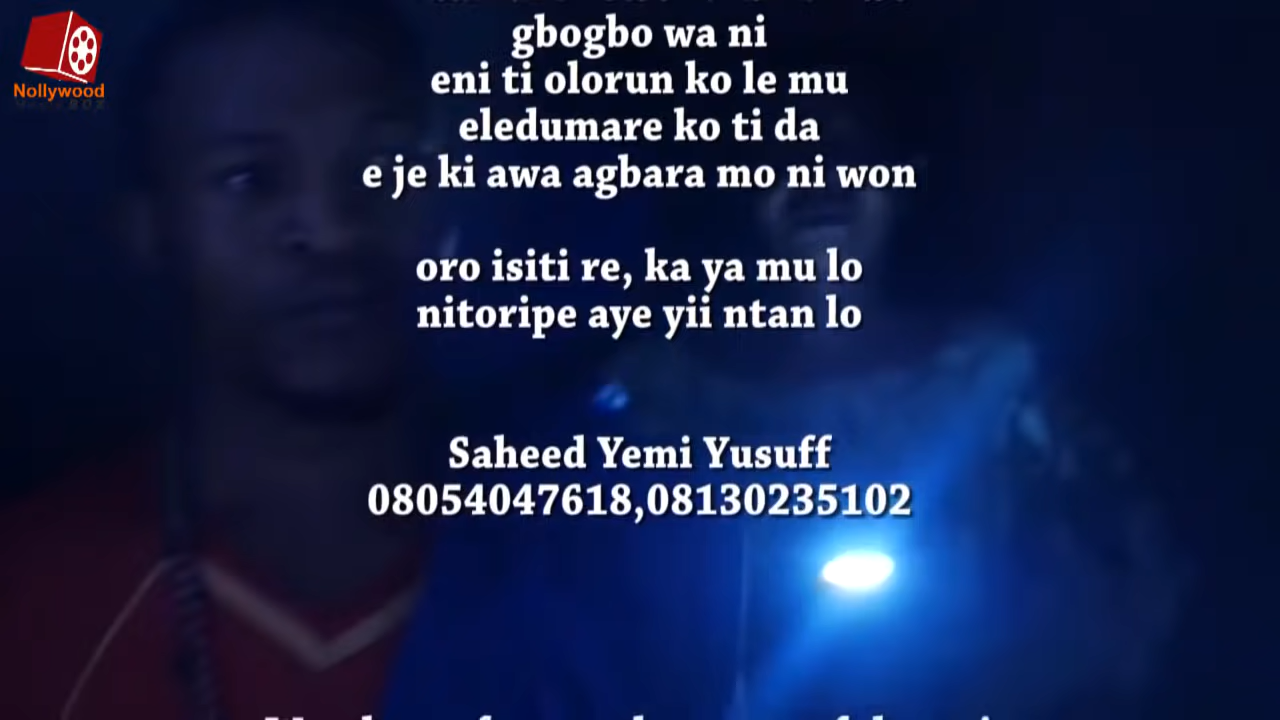 Nollywood
gbogbo wa ni
eni ti olorun ko le mu
eledumare ko ti da
e je ki awa agbara mo ni won
oro isiti re, ka ya mu lo
nitoripe aye yii ntan lo
Saheed Yemi Yusuff
08054047618,08130235102